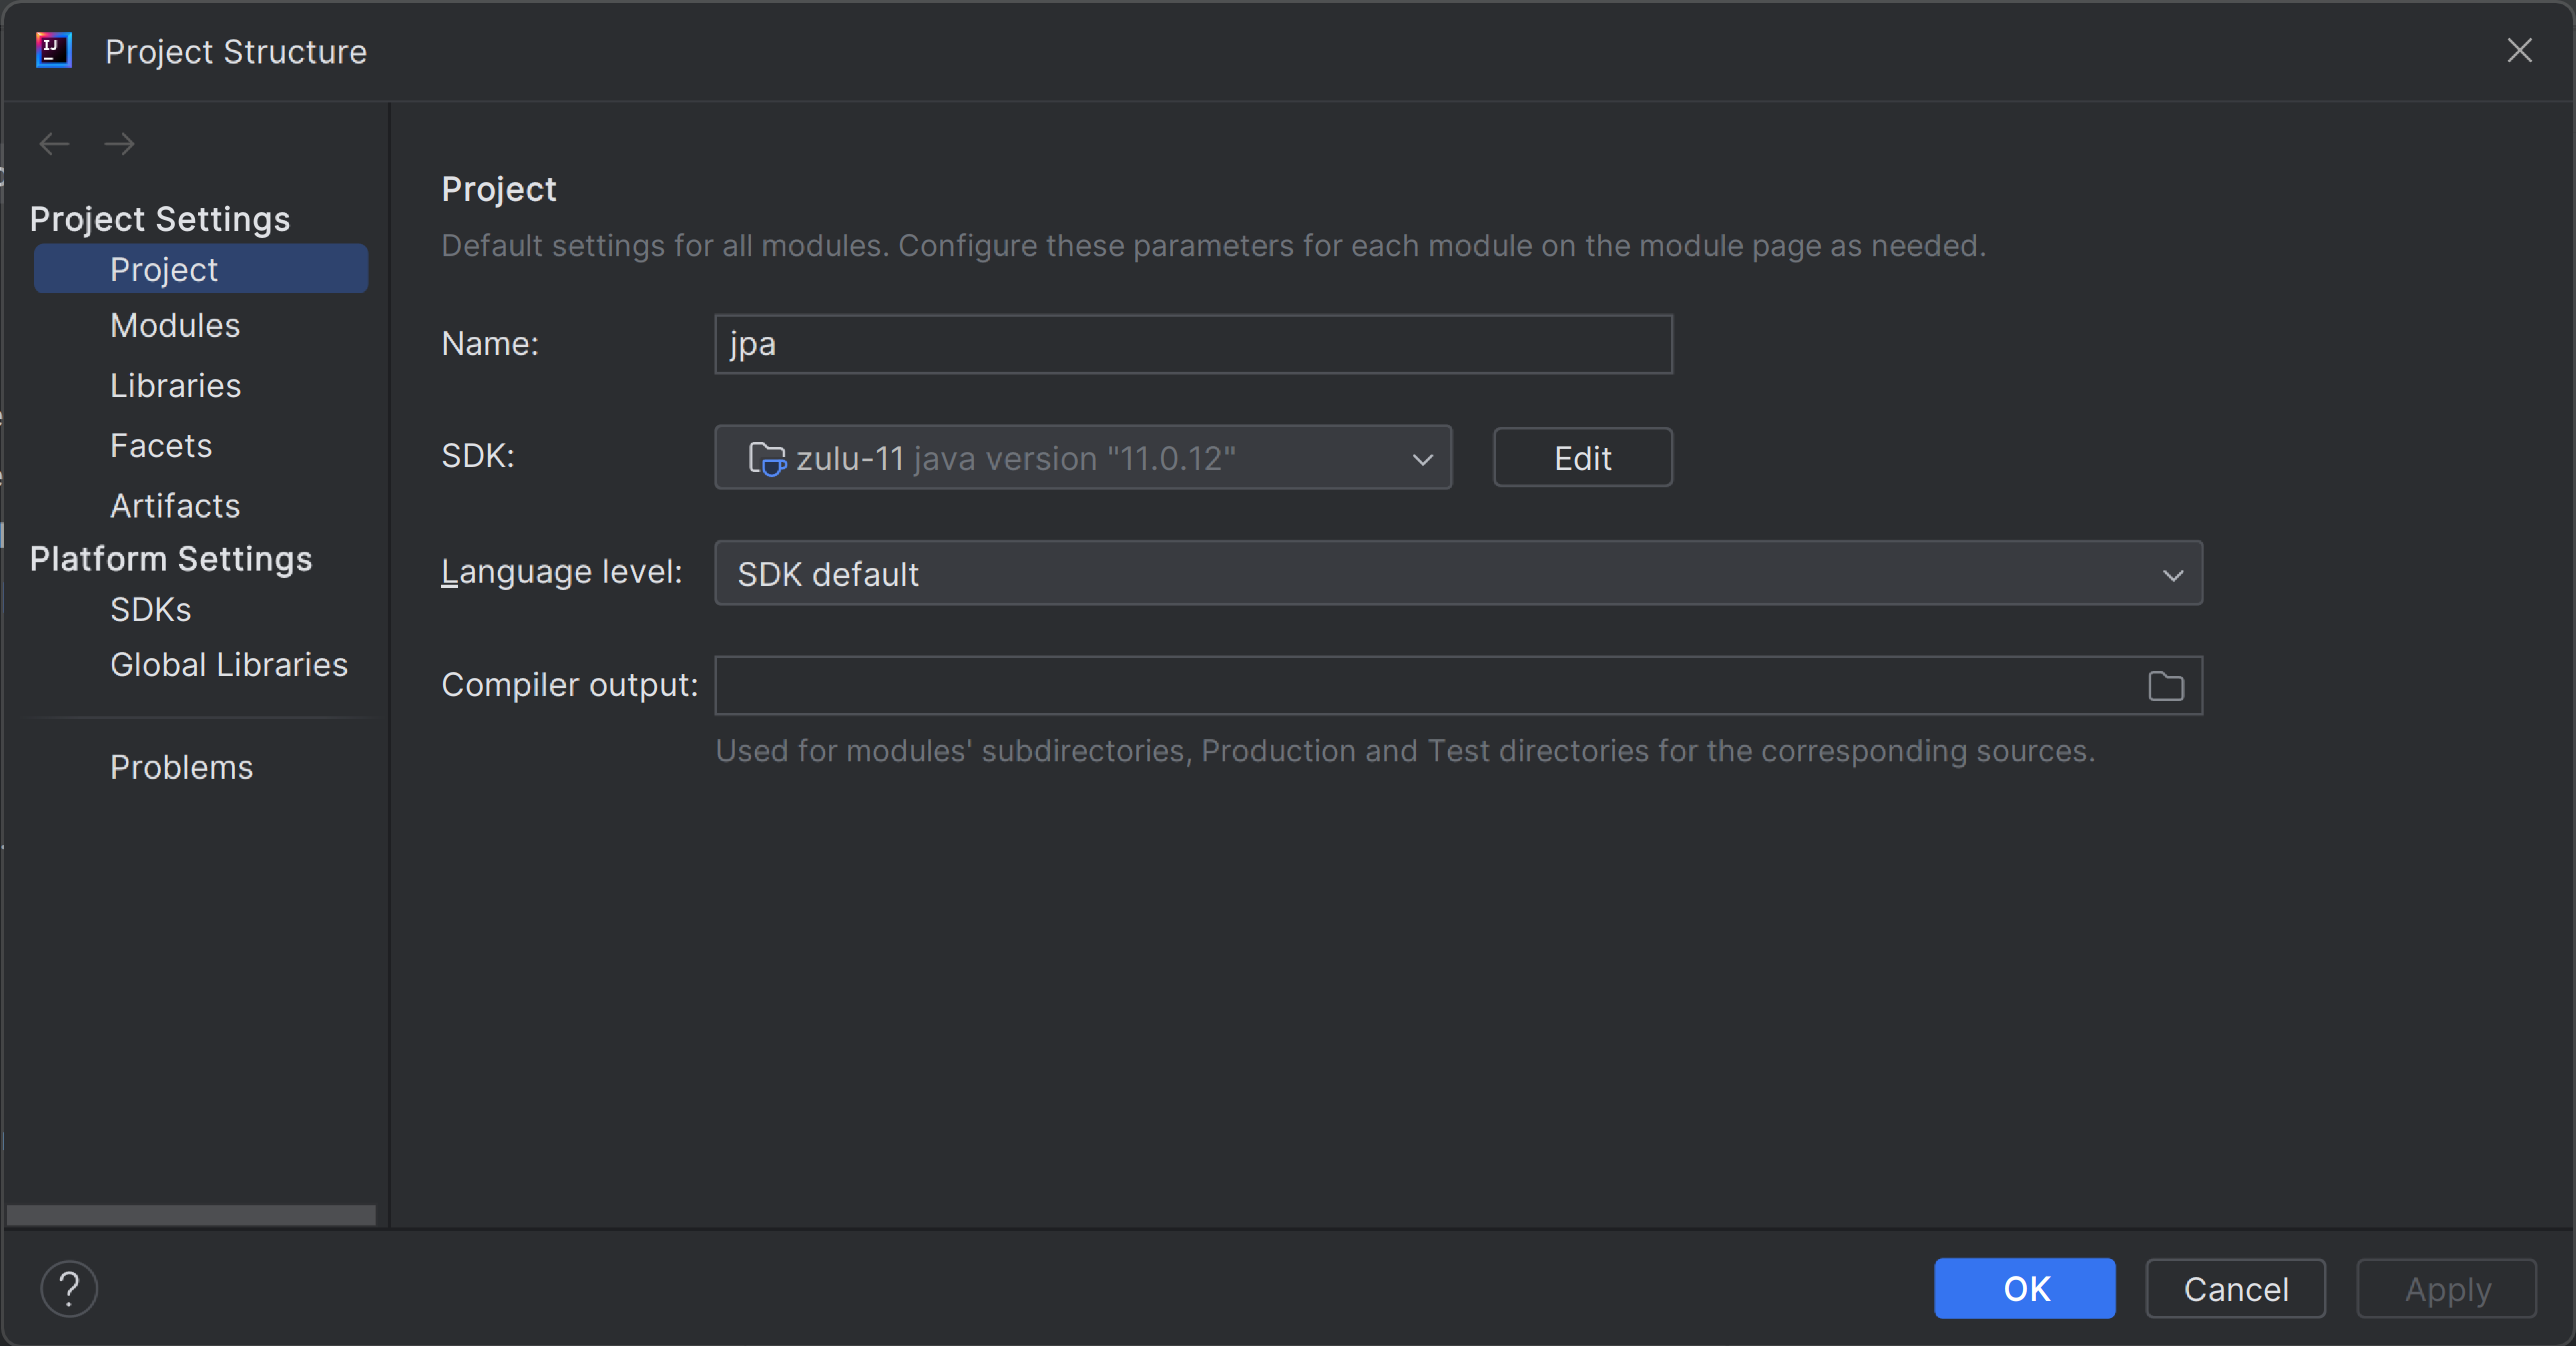 IJ
Project Structure
Project Settings
Project
Modules
Libraries
Facets
Artifacts
Platform Settings
SDKs
Global Libraries
Problems
Project
Default settings for all modules. Configure these parameters for each module on the module page as needed.
Name: jpa
SDK: zulu-11 java version "11.0.12" Edit
Language level: SDK default
Compiler output:
Used for modules' subdirectories, Production and Test directories for the corresponding sources.
? OK Cancel Apply